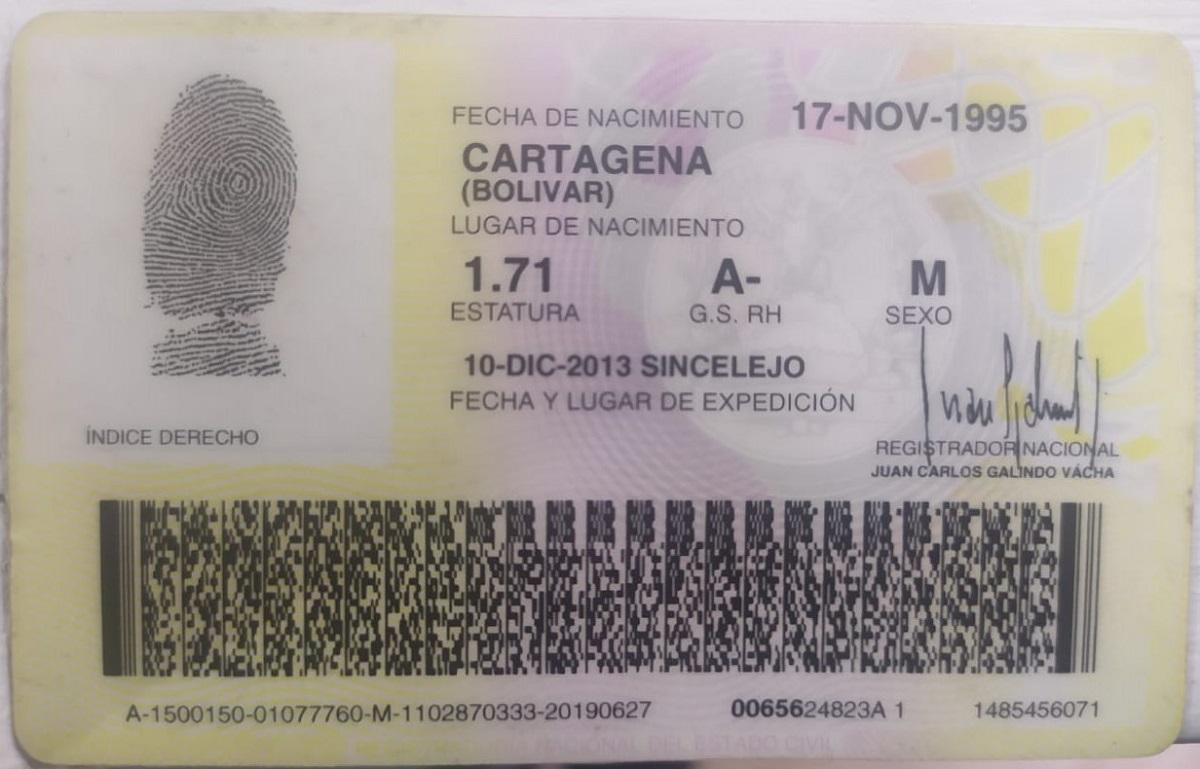 FECHA DE NACIMIENTO 17-NOV-1995
CARTAGENA
(BOLIVAR)
LUGAR DE NACIMIENTO
1.71 A- M
ESTATURA G.S. RH SEXO
10-DIC-2013 SINCELEJO
FECHA Y LUGAR DE EXPEDICIÓN
ÍNDICE DERECHO
REGISTRADOR NACIONAL
JUAN CARLOS GALINDO VÁCHA
A-1500150-01077760-M-1102870333-20190627 0065624823A 1 1485456071
NACIONAL DEL ESTADO CIVIL